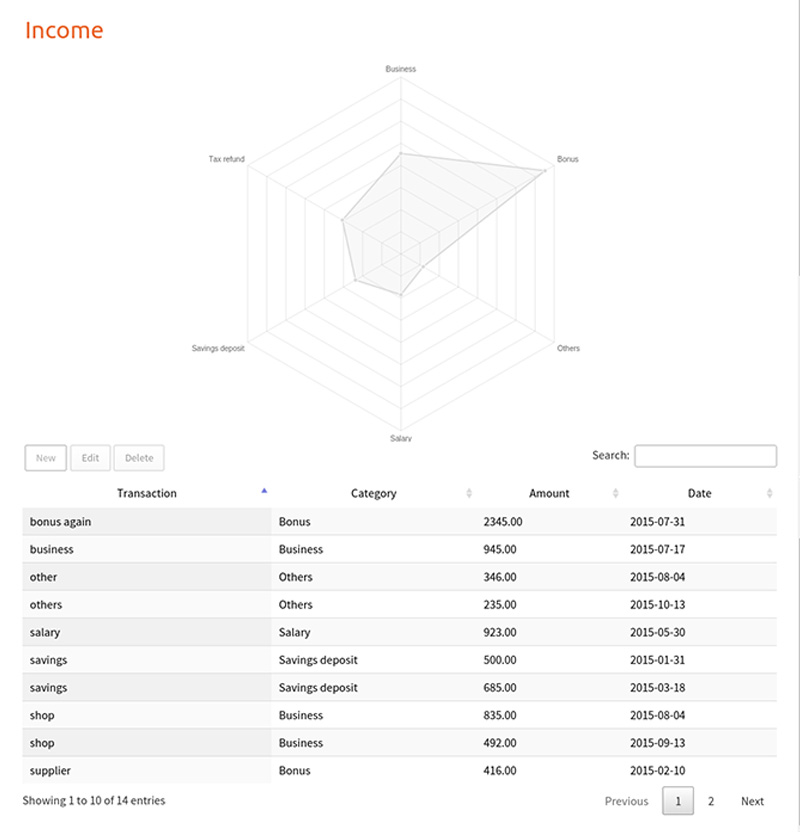 Income
Business
Tax refund
Bonus
Savings deposit
Others
Salary
New Edit Delete Search:
Transaction Category Amount Date
bonus again Bonus 2345.00 2015-07-31
business Business 945.00 2015-07-17
other Others 346.00 2015-08-04
others Others 235.00 2015-10-13
salary Salary 923.00 2015-05-30
savings Savings deposit 500.00 2015-01-31
savings Savings deposit 685.00 2015-03-18
shop Business 835.00 2015-08-04
shop Business 492.00 2015-09-13
supplier Bonus 416.00 2015-02-10
Showing 1 to 10 of 14 entries Previous 1 2 Next